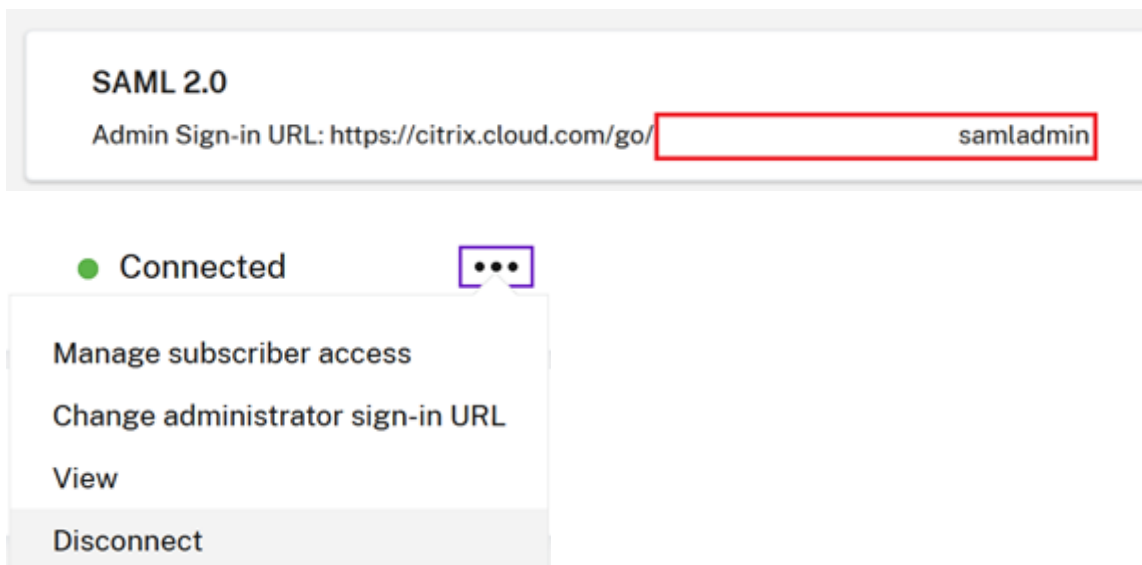 SAML 2.0
Admin Sign-in URL: https://citrix.cloud.com/go/ samladmin
Connected
Manage subscriber access
Change administrator sign-in URL
View
Disconnect